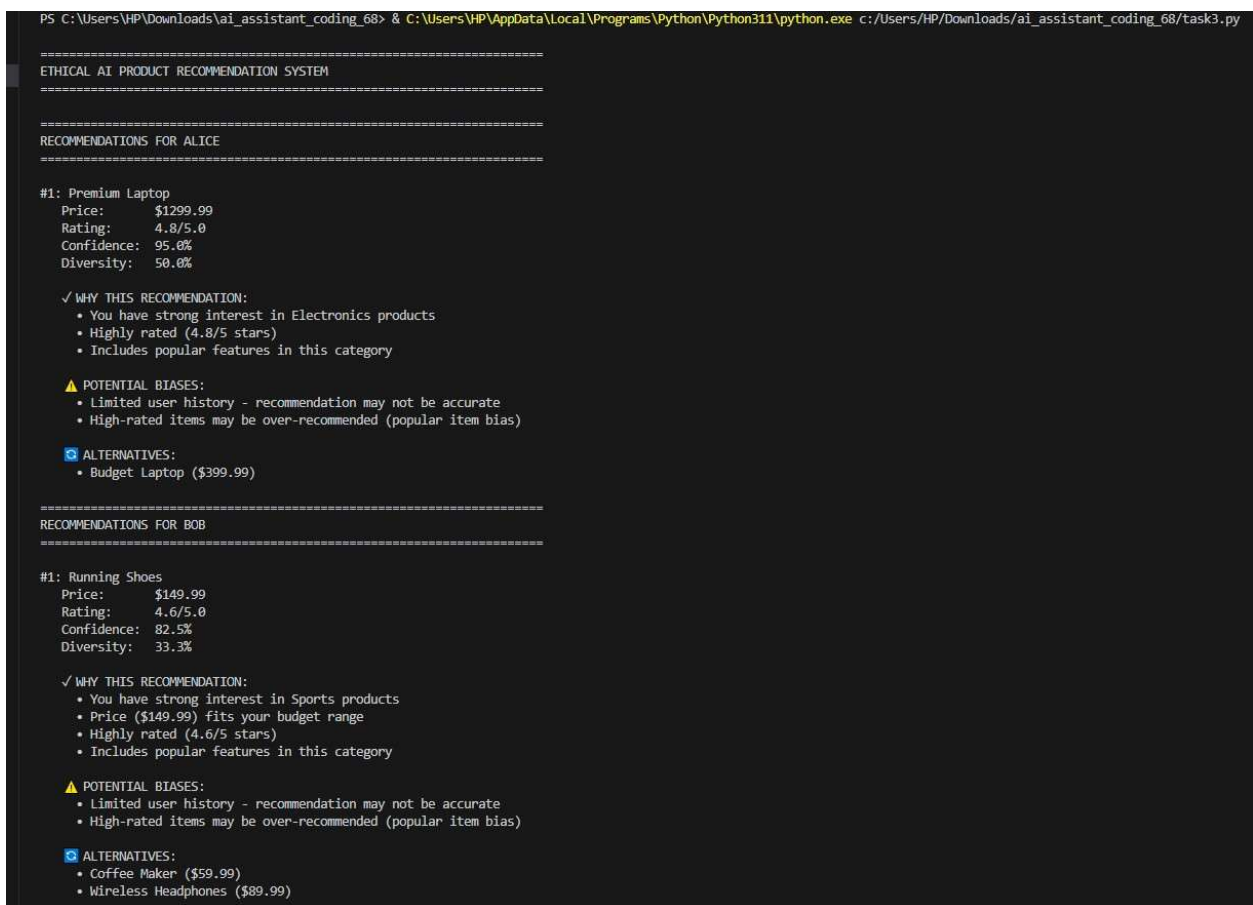 PS C:\Users\HP\Downloads\ai_assistant_coding_68> & C:\Users\HP\AppData\Local\Programs\Python\Python311\python.exe c:/Users/HP/Downloads/ai_assistant_coding_68/task3.py
======================================================================
ETHICAL AI PRODUCT RECOMMENDATION SYSTEM
======================================================================
======================================================================
RECOMMENDATIONS FOR ALICE
======================================================================
#1: Premium Laptop
Price: $1299.99
Rating: 4.8/5.0
Confidence: 95.0%
Diversity: 50.0%
✓ WHY THIS RECOMMENDATION:
• You have strong interest in Electronics products
• Highly rated (4.8/5 stars)
• Includes popular features in this category
⚠ POTENTIAL BIASES:
• Limited user history - recommendation may not be accurate
• High-rated items may be over-recommended (popular item bias)
🔄 ALTERNATIVES:
• Budget Laptop ($399.99)
======================================================================
RECOMMENDATIONS FOR BOB
======================================================================
#1: Running Shoes
Price: $149.99
Rating: 4.6/5.0
Confidence: 82.5%
Diversity: 33.3%
✓ WHY THIS RECOMMENDATION:
• You have strong interest in Sports products
• Price ($149.99) fits your budget range
• Highly rated (4.6/5 stars)
• Includes popular features in this category
⚠ POTENTIAL BIASES:
• Limited user history - recommendation may not be accurate
• High-rated items may be over-recommended (popular item bias)
🔄 ALTERNATIVES:
• Coffee Maker ($59.99)
• Wireless Headphones ($89.99)